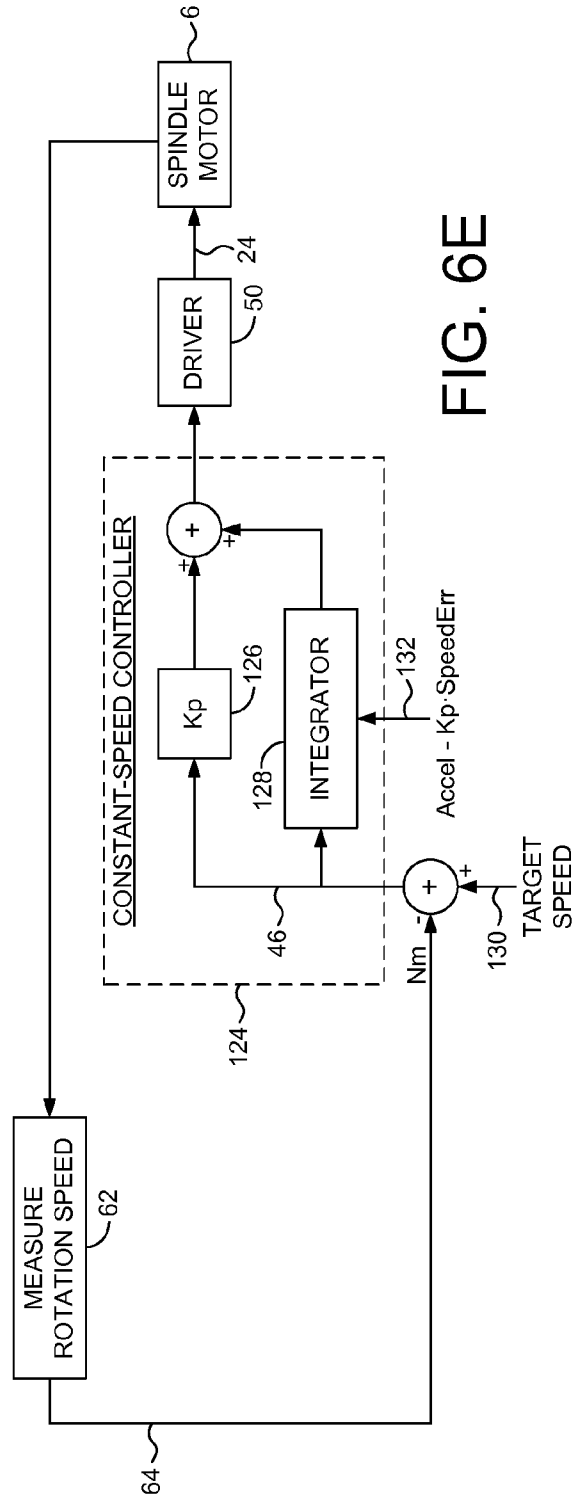 MEASURE
ROTATION SPEED
62
64
CONSTANT-SPEED CONTROLLER
124
46
Kp
126
128
INTEGRATOR
+
+
+
DRIVER
50
24
SPINDLE
MOTOR
6
Nm
-
+
+
130
TARGET
SPEED
132
Accel - Kp·SpeedErr
FIG. 6E